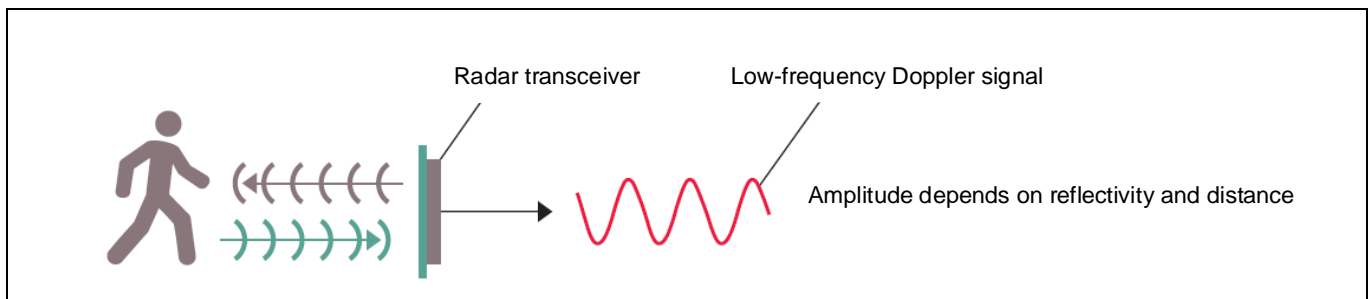 Radar transceiver
Low-frequency Doppler signal
Amplitude depends on reflectivity and distance